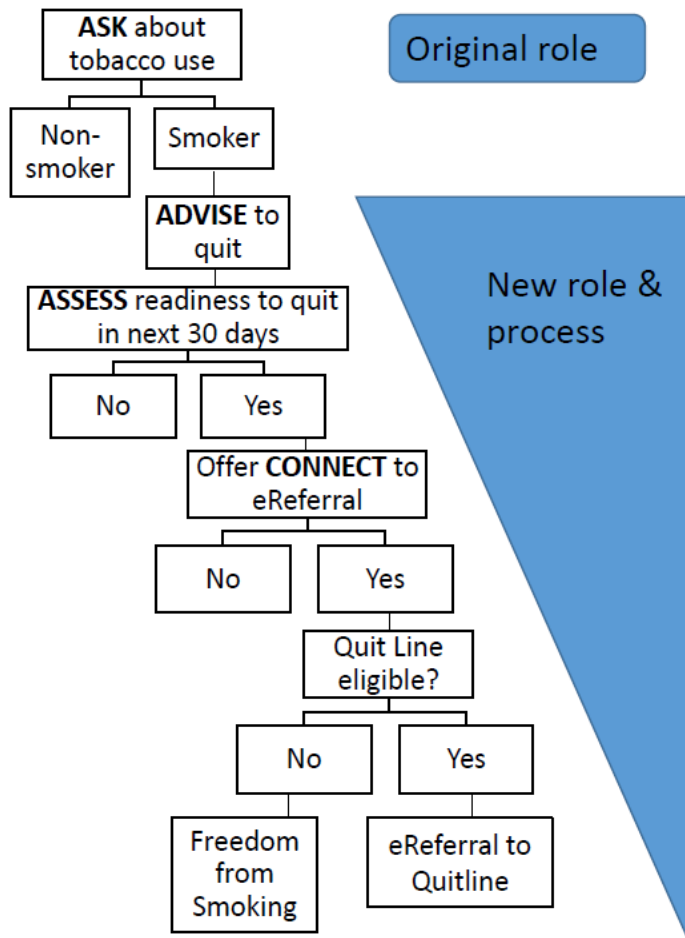 ASK about
tobacco use
Original role
Non-
smoker
Smoker
ADVISE to
quit
New role &
process
ASSESS readiness to quit
in next 30 days
No
Yes
Offer CONNECT to
eReferral
No
Yes
Quit Line
eligible?
No
Yes
Freedom
from
Smoking
eReferral to
Quitline